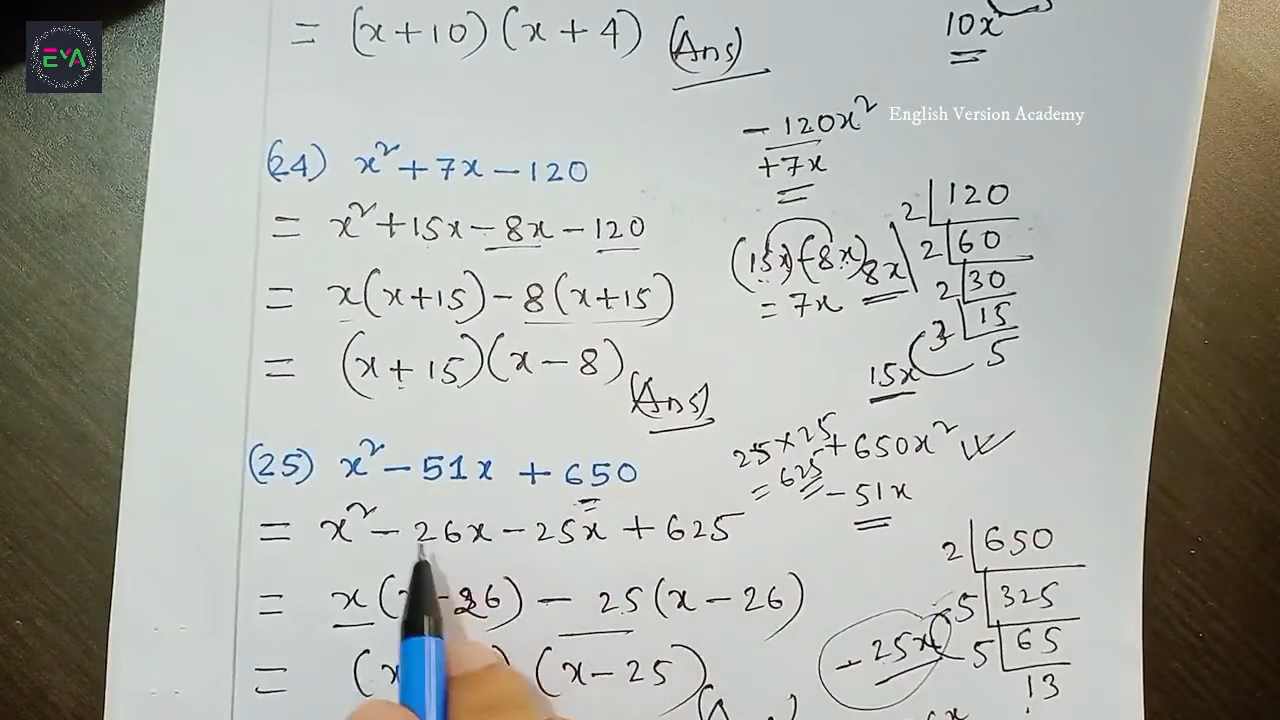 EYA
English Version Academy
= (x+10)(x+4) (Ans)
10x
(24) x²+7x-120
= x²+15x-8x-120
= x(x+15)-8(x+15)
= (x+15)(x-8) (Ans)
-120x²
+7x
(15x)(-8x)
= 7x
8x
2 120
2 60
2 30
3 15
5
15x
(25) x²-51x+650
= x²-26x-25x+625
= x( -26) - 25(x-26)
= (x ) (x-25)
25×25
= 625
+650x²
-51x
2 650
5 325
5 65
13
-25x